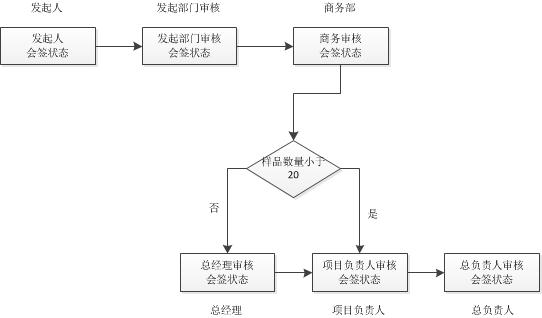 发起人
发起部门审核
商务部
发起人
会签状态
发起部门审核
会签状态
商务审核
会签状态
样品数量小于
20
否
是
总经理审核
会签状态
项目负责人审核
会签状态
总负责人审核
会签状态
总经理
项目负责人
总负责人